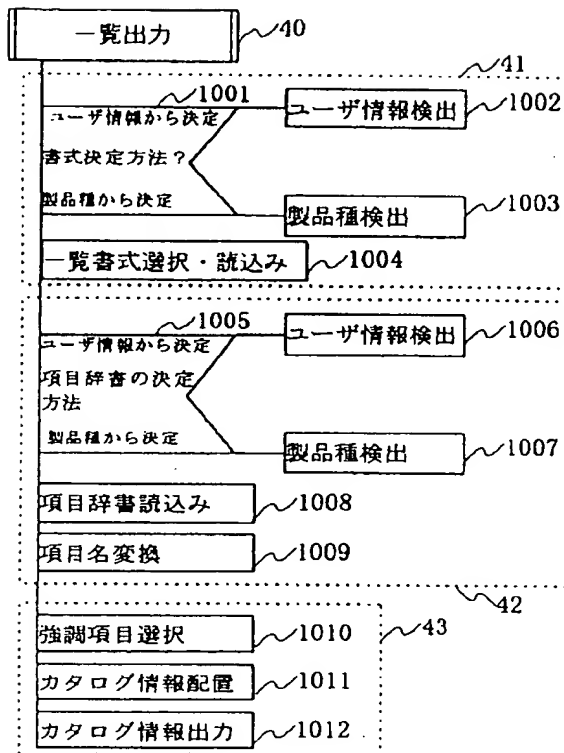 一覧出力 40
41
1001
ユーザ情報から決定
ユーザ情報検出 1002
書式決定方法?
製品種から決定
製品種検出 1003
一覧書式選択・読込み 1004
1005
ユーザ情報から決定
ユーザ情報検出 1006
項目辞書の決定
方法
製品種から決定
製品種検出 1007
項目辞書読込み 1008
項目名変換 1009
42
強調項目選択 1010
43
カタログ情報配置 1011
カタログ情報出力 1012